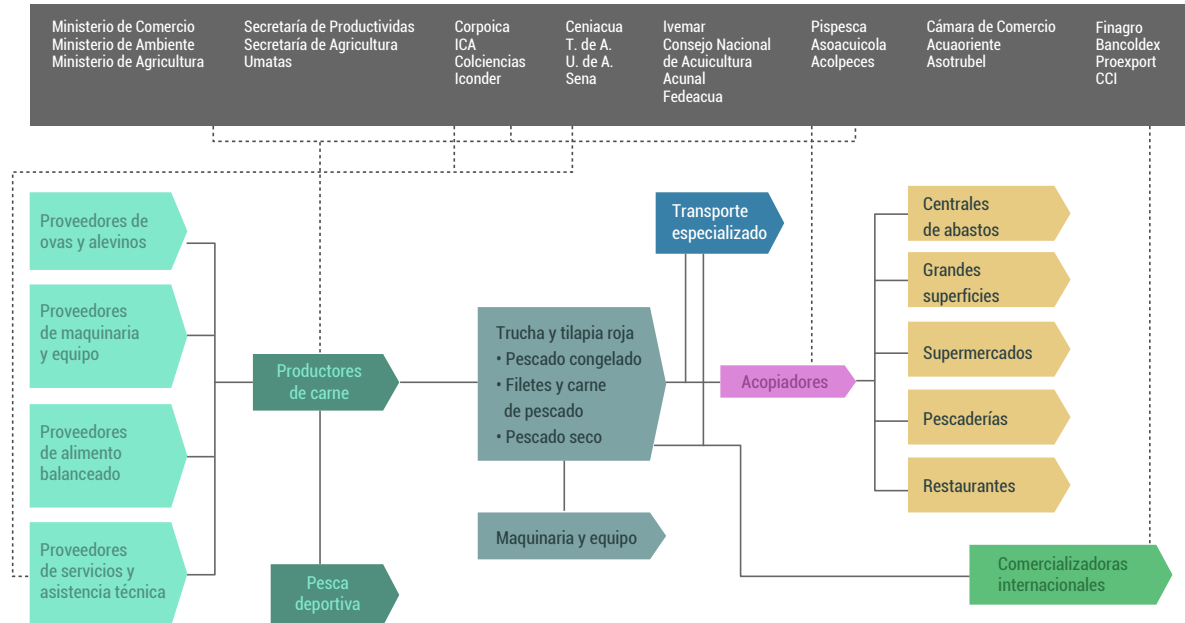 Ministerio de Comercio
Ministerio de Ambiente
Ministerio de Agricultura
Secretaría de Productividas
Secretaría de Agricultura
Umatas
Corpoica
ICA
Colciencias
Iconder
Ceniacua
T. de A.
U. de A.
Sena
Ivemar
Consejo Nacional
de Acuicultura
Acunal
Fedeacua
Pispesca
Asoacuicola
Acolpeces
Cámara de Comercio
Acuaoriente
Asotrubel
Finagro
Bancoldex
Proexport
CCI
Proveedores de
ovas y alevinos
Proveedores
de maquinaria
y equipo
Proveedores
de alimento
balanceado
Proveedores
de servicios y
asistencia técnica
Productores
de carne
Pesca
deportiva
Trucha y tilapia roja
• Pescado congelado
• Filetes y carne
de pescado
• Pescado seco
Maquinaria y equipo
Transporte
especializado
Acopiadores
Centrales
de abastos
Grandes
superficies
Supermercados
Pescaderías
Restaurantes
Comercializadoras
internacionales